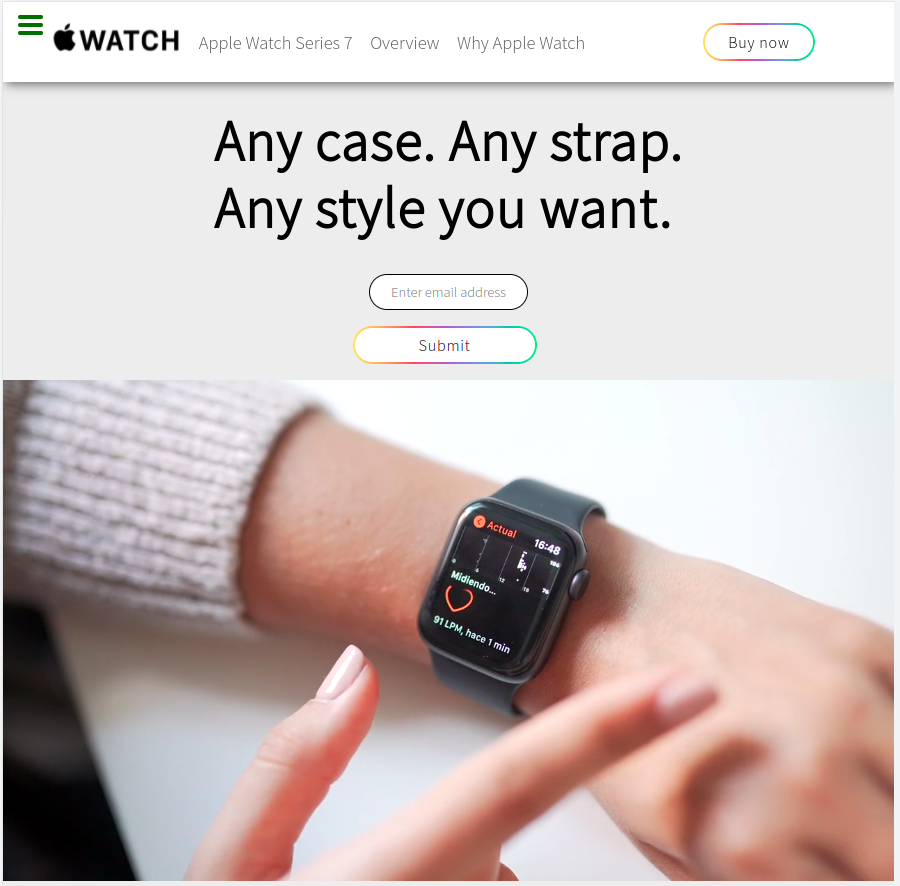 WATCH
Apple Watch Series 7
Overview
Why Apple Watch
Buy now
Any case. Any strap.
Any style you want.
Enter email address
Submit
Actual
16:48
Midiendo...
91 LPM, hace 1 min